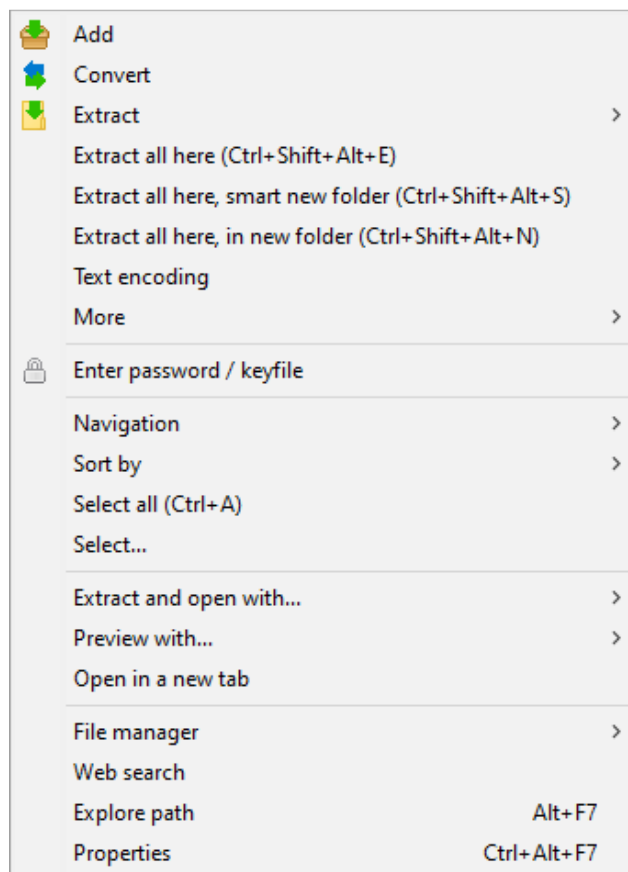 Add
Convert
Extract
Extract all here (Ctrl+Shift+Alt+E)
Extract all here, smart new folder (Ctrl+Shift+Alt+S)
Extract all here, in new folder (Ctrl+Shift+Alt+N)
Text encoding
More
Enter password / keyfile
Navigation
Sort by
Select all (Ctrl+A)
Select...
Extract and open with...
Preview with...
Open in a new tab
File manager
Web search
Explore path Alt+F7
Properties Ctrl+Alt+F7